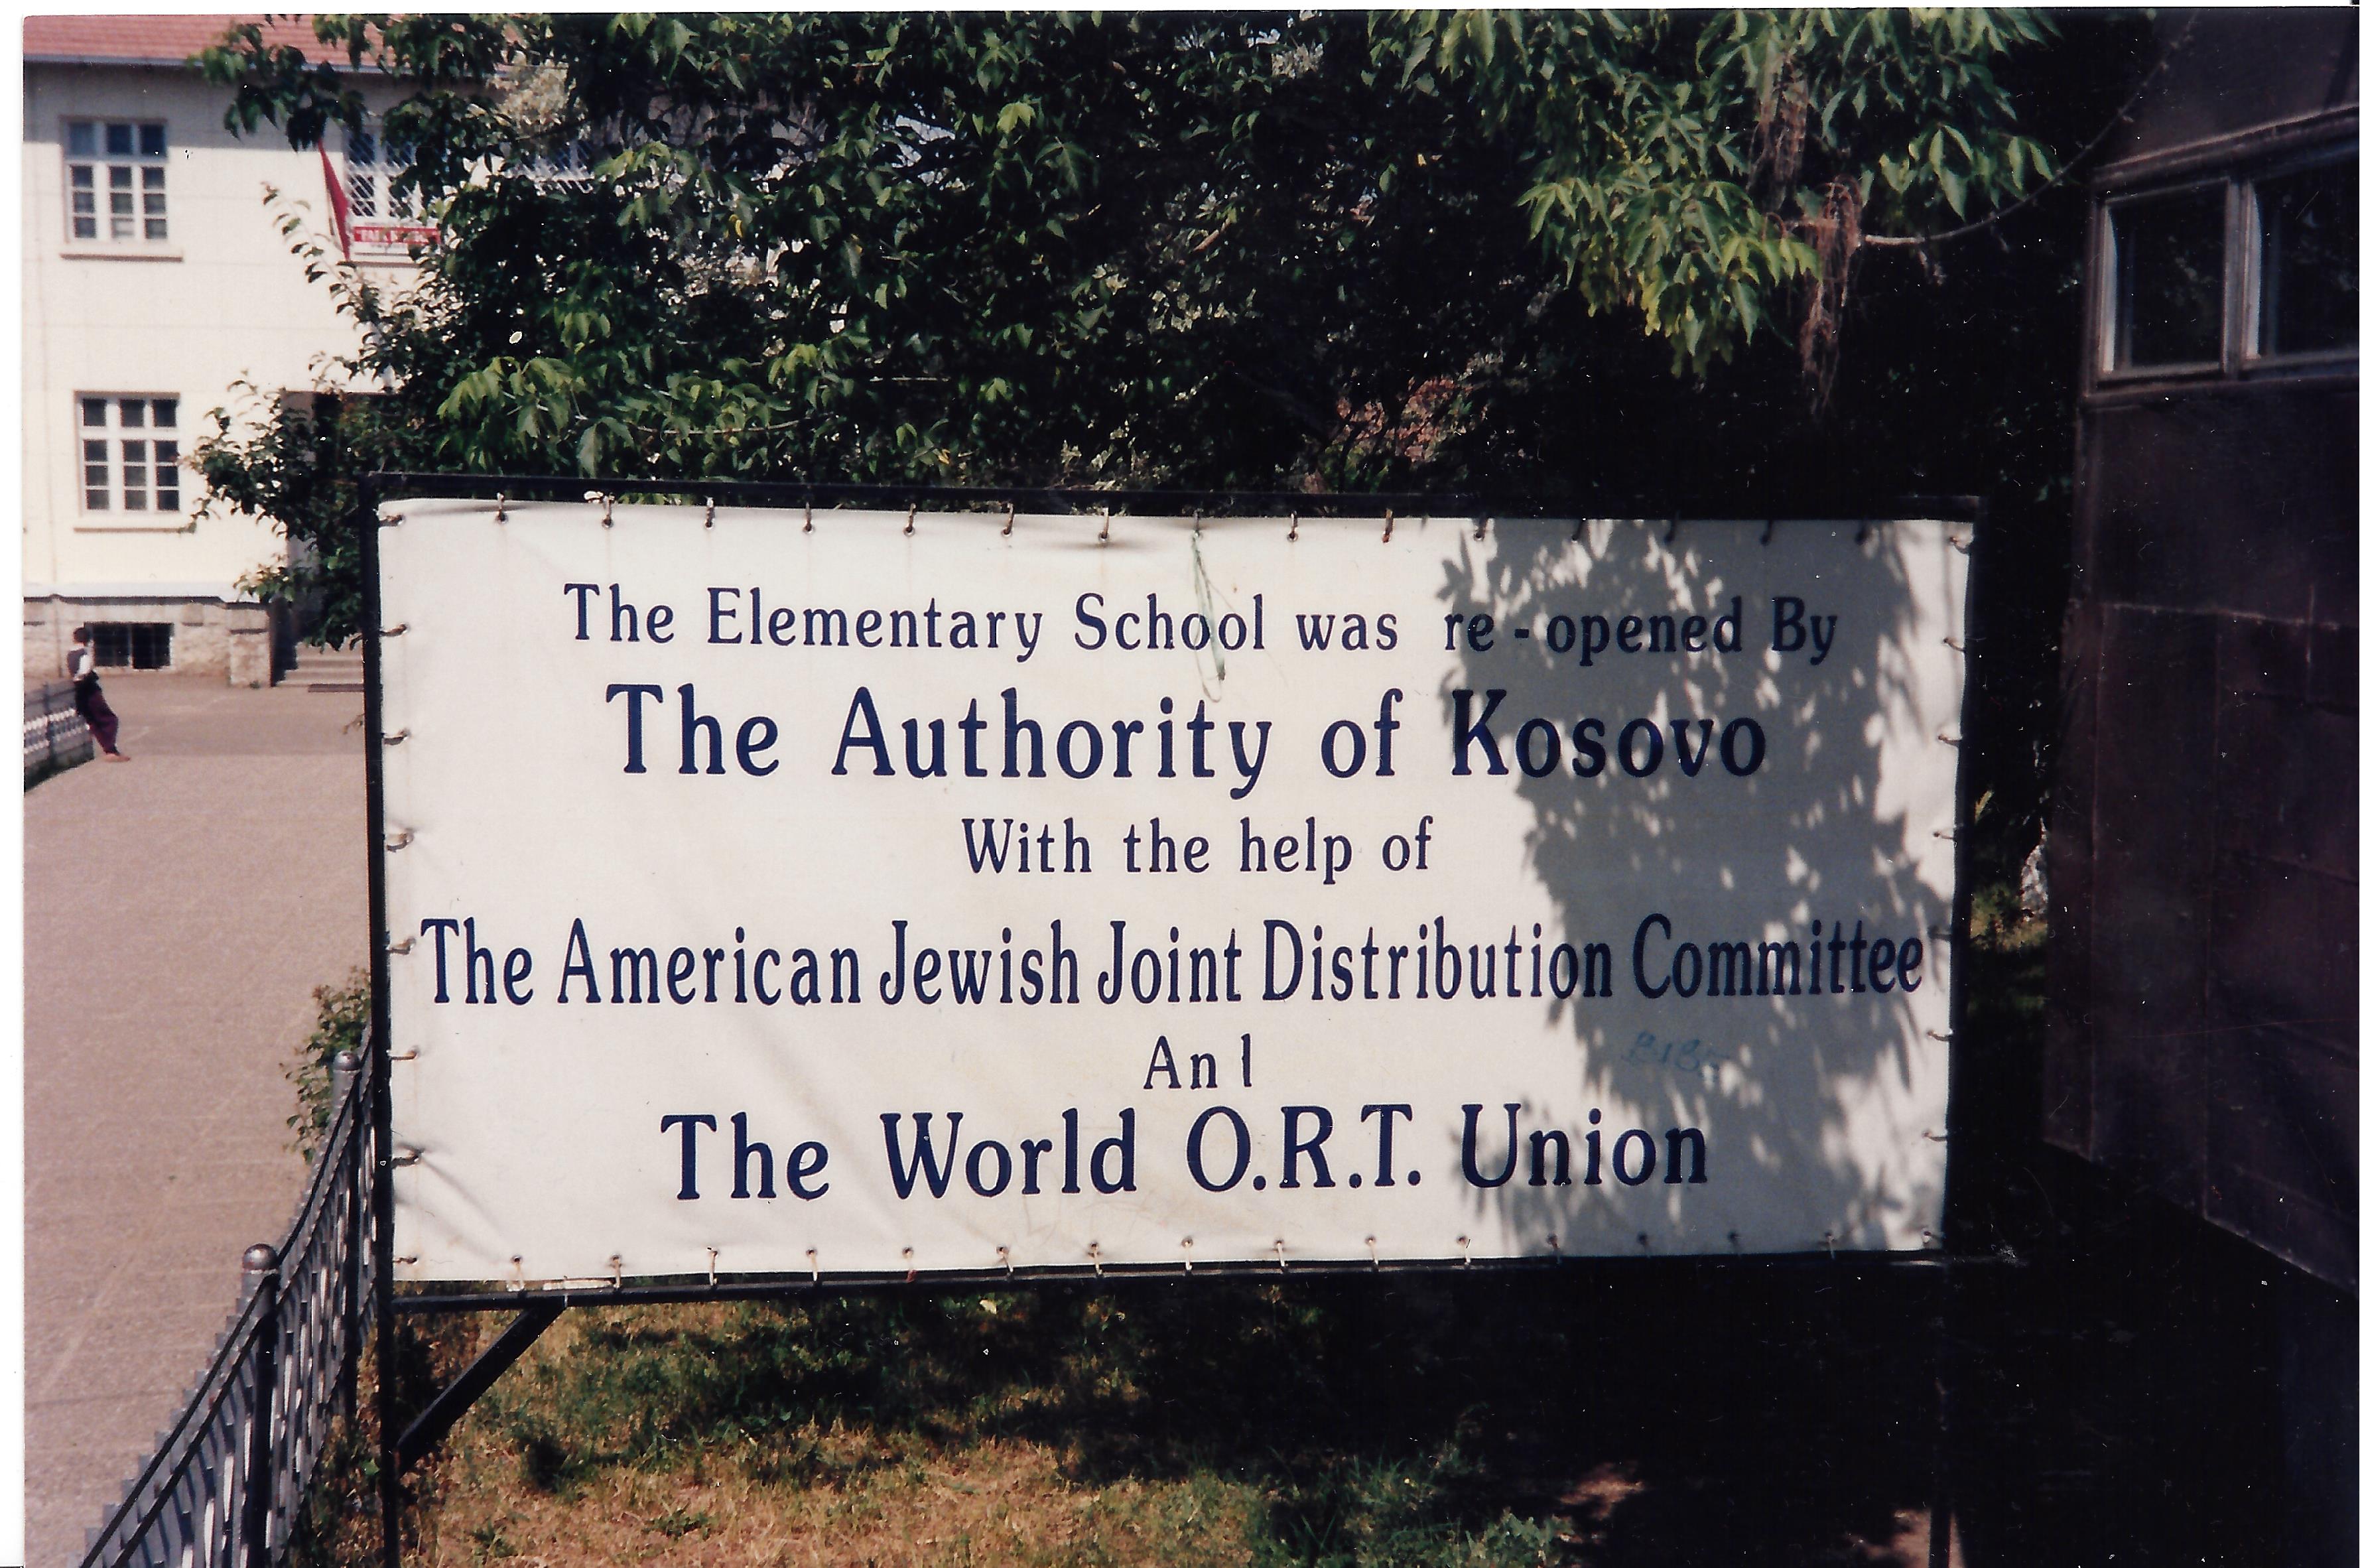 The Elementary School was re-opened By
The Authority of Kosovo
With the help of
The American Jewish Joint Distribution Committee
An l
The World O.R.T. Union